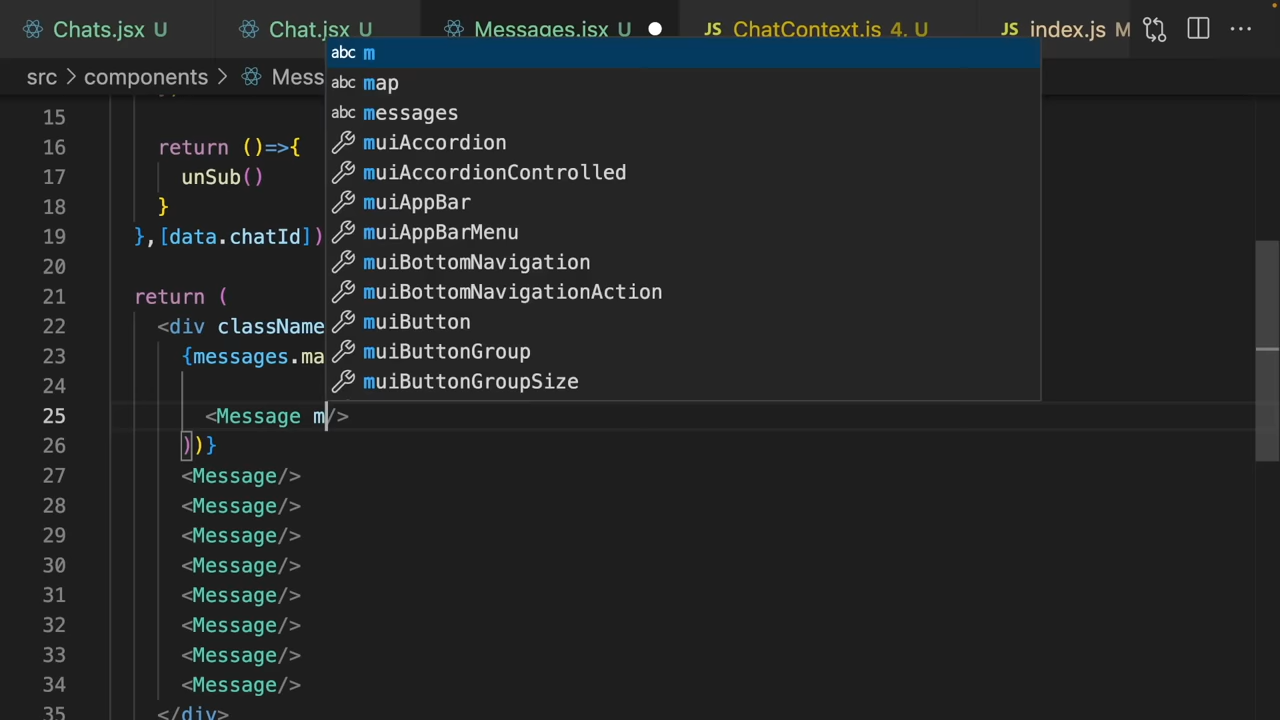 Chats.jsx U
Chat.jsx U
Messages.jsx U
JS ChatContext.js 4, U
JS index.js M
src > components > Mess
abc m
abc map
abc messages
muiAccordion
muiAccordionControlled
muiAppBar
muiAppBarMenu
muiBottomNavigation
muiBottomNavigationAction
muiButton
muiButtonGroup
muiButtonGroupSize
15
16 return ()=>{
17 unSub()
18 }
19 },[data.chatId])
20
21 return (
22 <div className
23 {messages.ma
24
25 <Message m/>
26 ))}
27 <Message/>
28 <Message/>
29 <Message/>
30 <Message/>
31 <Message/>
32 <Message/>
33 <Message/>
34 <Message/>
35 </div>